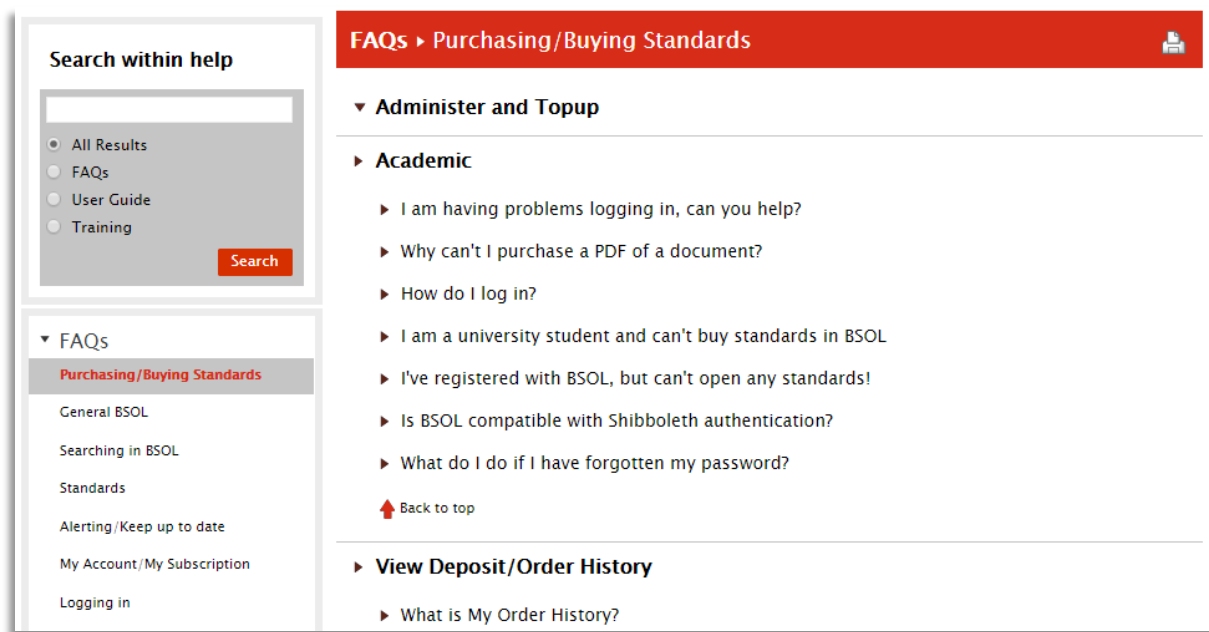 Search within help
All Results
FAQs
User Guide
Training
Search
FAQs
Purchasing/Buying Standards
General BSOL
Searching in BSOL
Standards
Alerting/Keep up to date
My Account/My Subscription
Logging in
FAQs ▸ Purchasing/Buying Standards
Administer and Topup
Academic
I am having problems logging in, can you help?
Why can't I purchase a PDF of a document?
How do I log in?
I am a university student and can't buy standards in BSOL
I've registered with BSOL, but can't open any standards!
Is BSOL compatible with Shibboleth authentication?
What do I do if I have forgotten my password?
Back to top
View Deposit/Order History
What is My Order History?